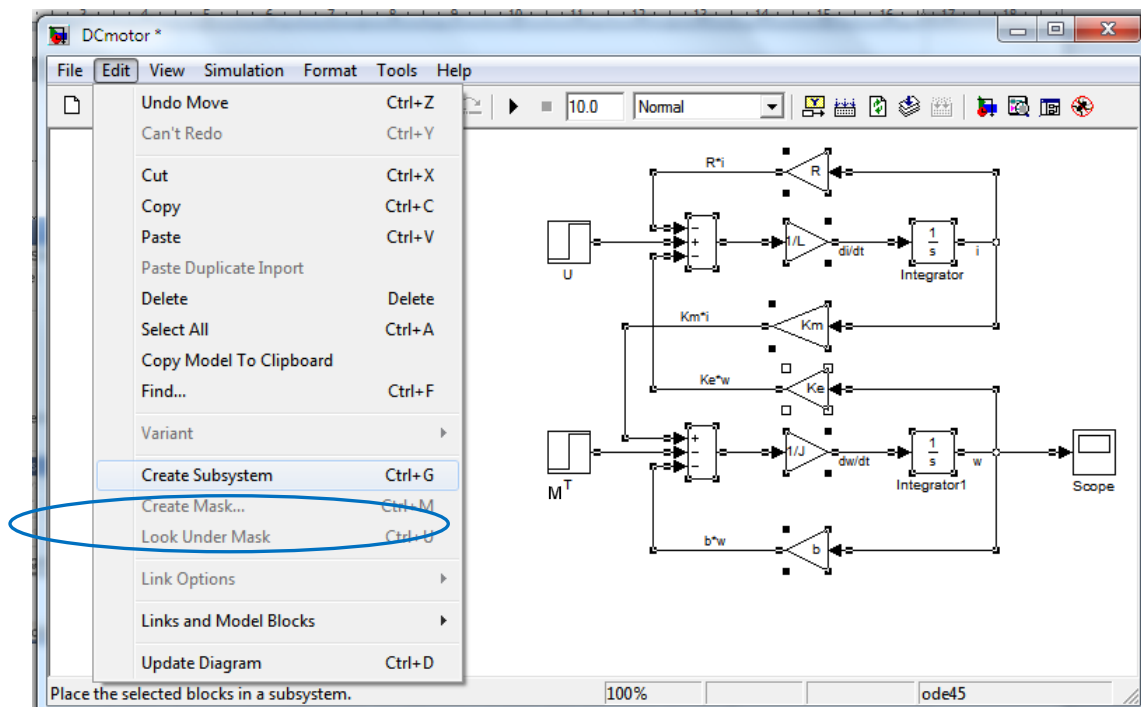 DCmotor *
File Edit View Simulation Format Tools Help
10.0 Normal
Undo Move Ctrl+Z
Can't Redo Ctrl+Y
Cut Ctrl+X
Copy Ctrl+C
Paste Ctrl+V
Paste Duplicate Inport
Delete Delete
Select All Ctrl+A
Copy Model To Clipboard
Find... Ctrl+F
Variant
Create Subsystem Ctrl+G
Create Mask... Ctrl+M
Look Under Mask Ctrl+U
Link Options
Links and Model Blocks
Update Diagram Ctrl+D
R*i R
U
- + -
1/L di/dt
1
s
i
Integrator
Km*i Km
Ke*w Ke
MT
+ - -
1/J dw/dt
1
s
w
Integrator1
Scope
b*w b
Place the selected blocks in a subsystem. 100% ode45